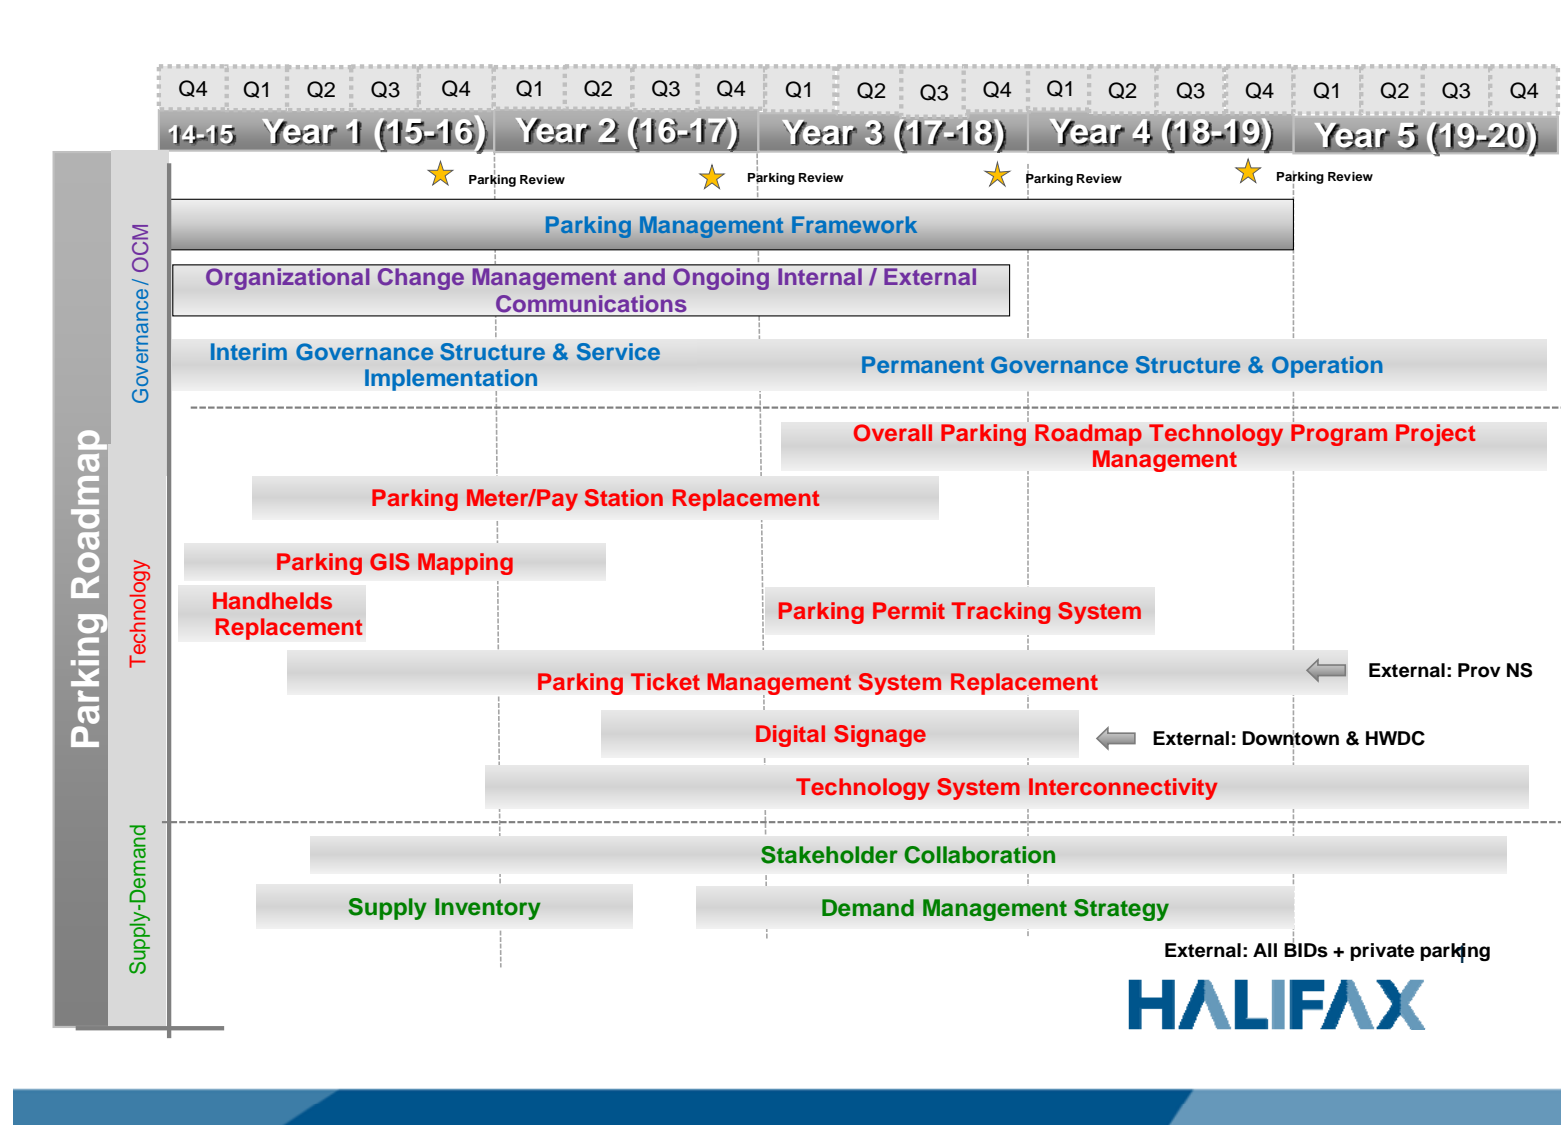 Q4 Q1 Q2 Q3 Q4 Q1 Q2 Q3 Q4 Q1 Q2 Q3 Q4 Q1 Q2 Q3 Q4 Q1 Q2 Q3 Q4
14-15 Year 1 (15-16) Year 2 (16-17) Year 3 (17-18) Year 4 (18-19) Year 5 (19-20)
Parking Review Parking Review Parking Review Parking Review
Parking Roadmap
Governance / OCM
Parking Management Framework
Organizational Change Management and Ongoing Internal / External
Communications
Interim Governance Structure & Service
Implementation
Permanent Governance Structure & Operation
Technology
Overall Parking Roadmap Technology Program Project
Management
Parking Meter/Pay Station Replacement
Parking GIS Mapping
Handhelds
Replacement
Parking Permit Tracking System
Parking Ticket Management System Replacement
External: Prov NS
Digital Signage
External: Downtown & HWDC
Technology System Interconnectivity
Supply-Demand
Stakeholder Collaboration
Supply Inventory
Demand Management Strategy
External: All BIDs + private parking
1
HALIFAX